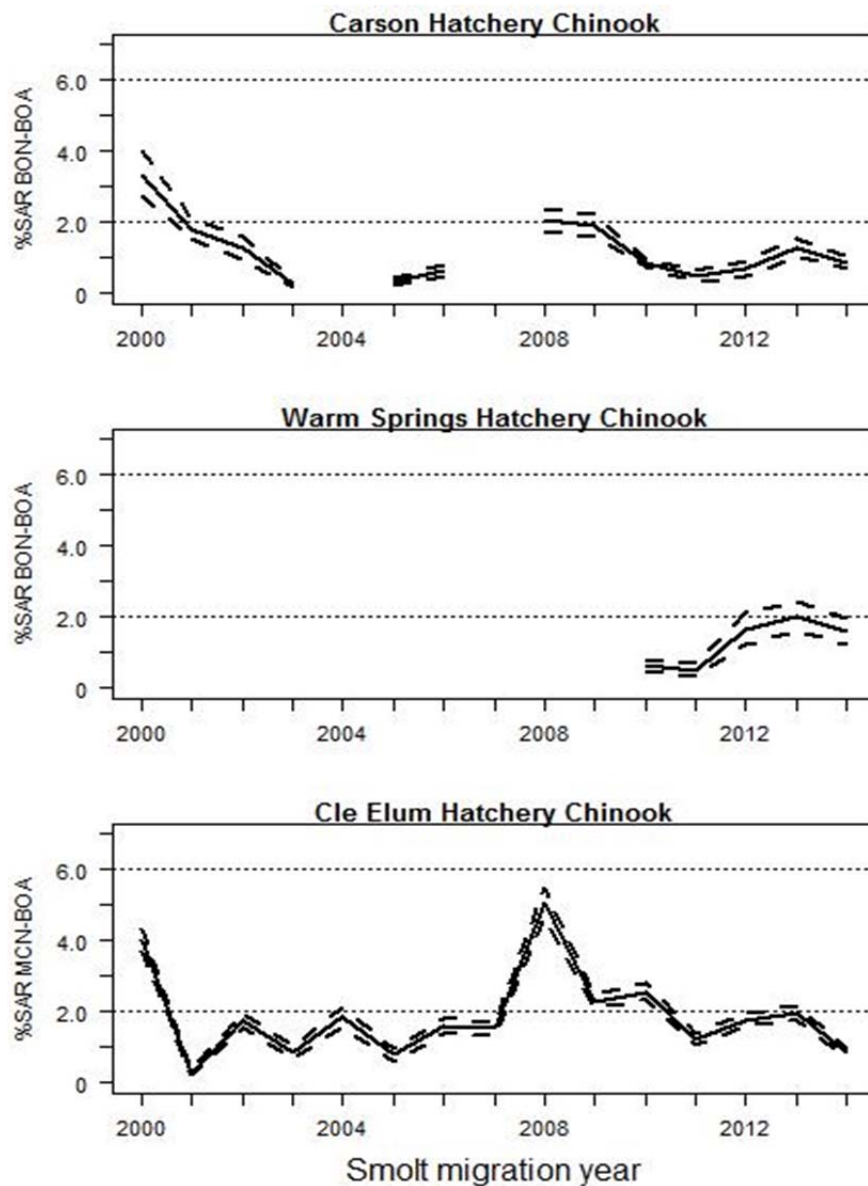 Carson Hatchery Chinook
%SAR BON-BOA
6.0
4.0
2.0
0
2000 2004 2008 2012
Warm Springs Hatchery Chinook
%SAR BON-BOA
6.0
4.0
2.0
0
2000 2004 2008 2012
Cle Elum Hatchery Chinook
%SAR MCN-BOA
6.0
4.0
2.0
0
2000 2004 2008 2012
Smolt migration year